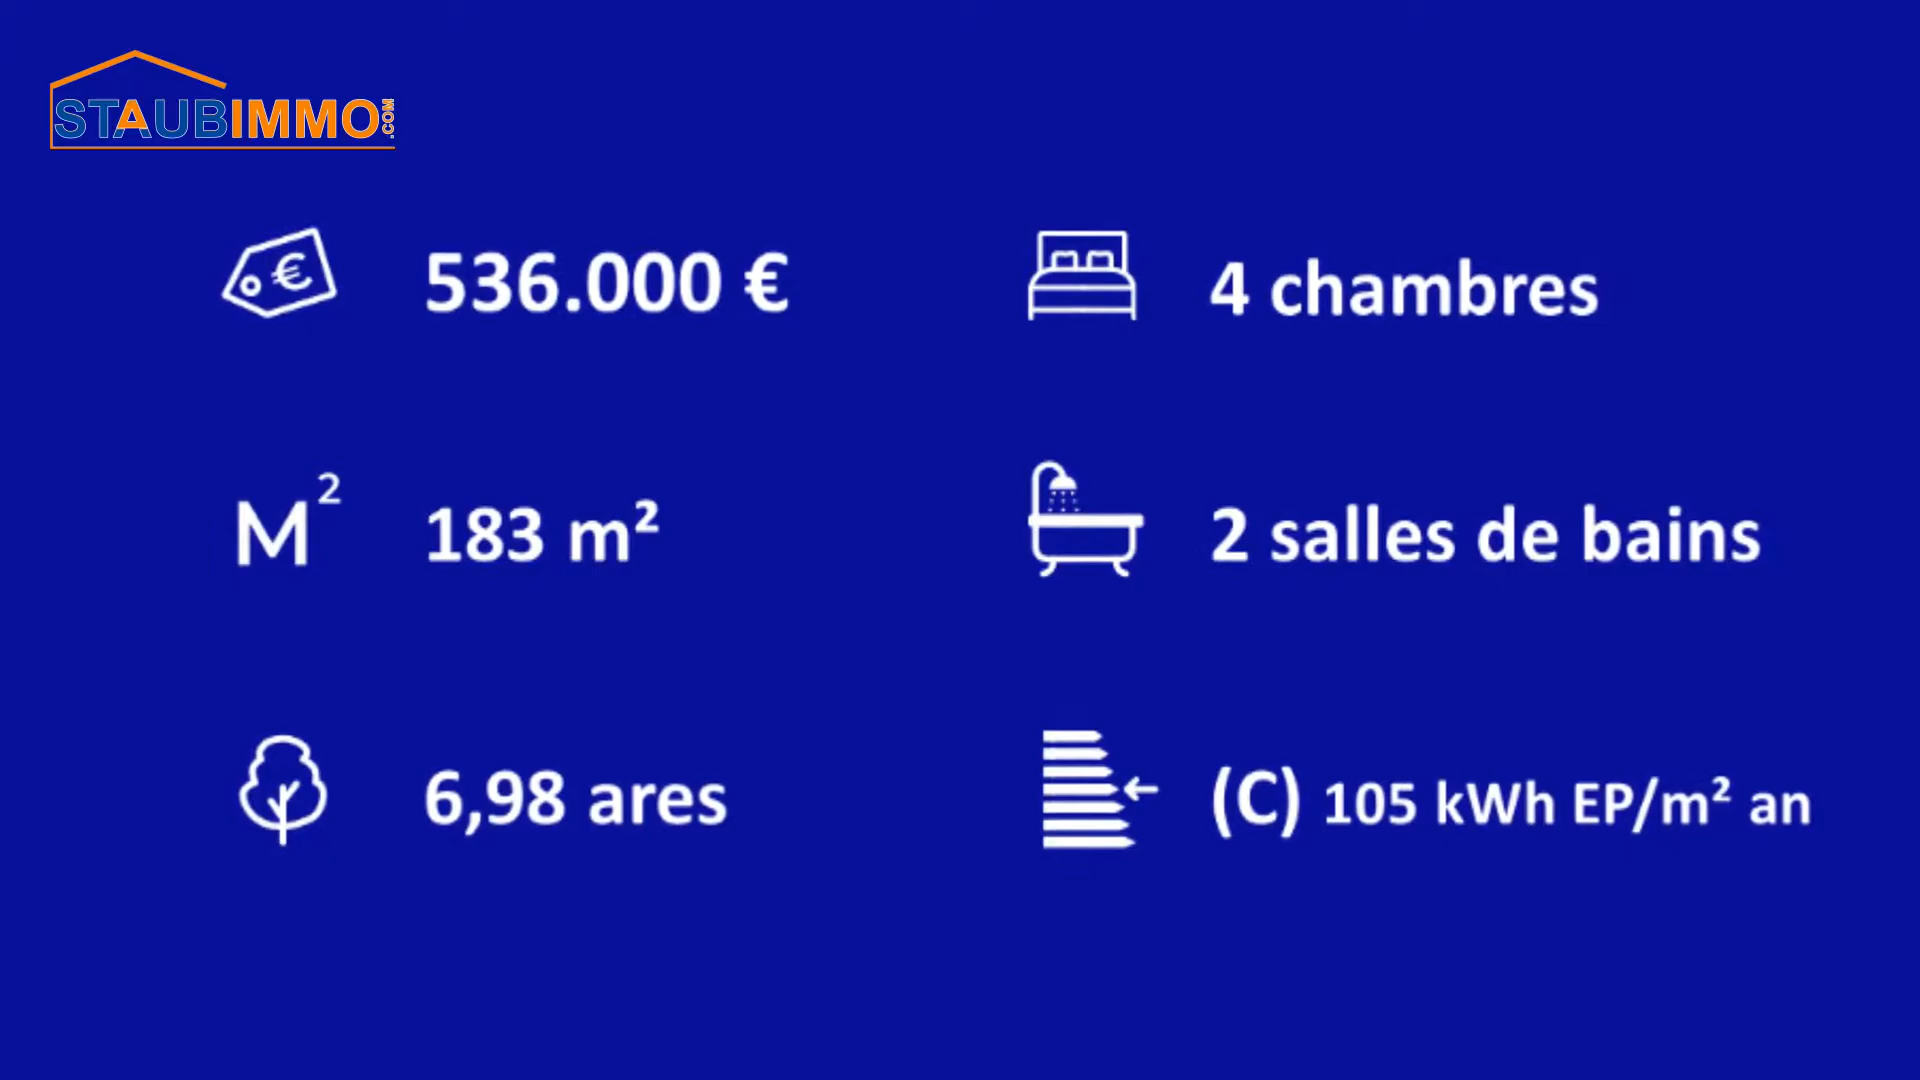 STAUBIMMO.COM
€ 536.000 €
4 chambres
M² 183 m²
2 salles de bains
6,98 ares
(C) 105 kWh EP/m² an